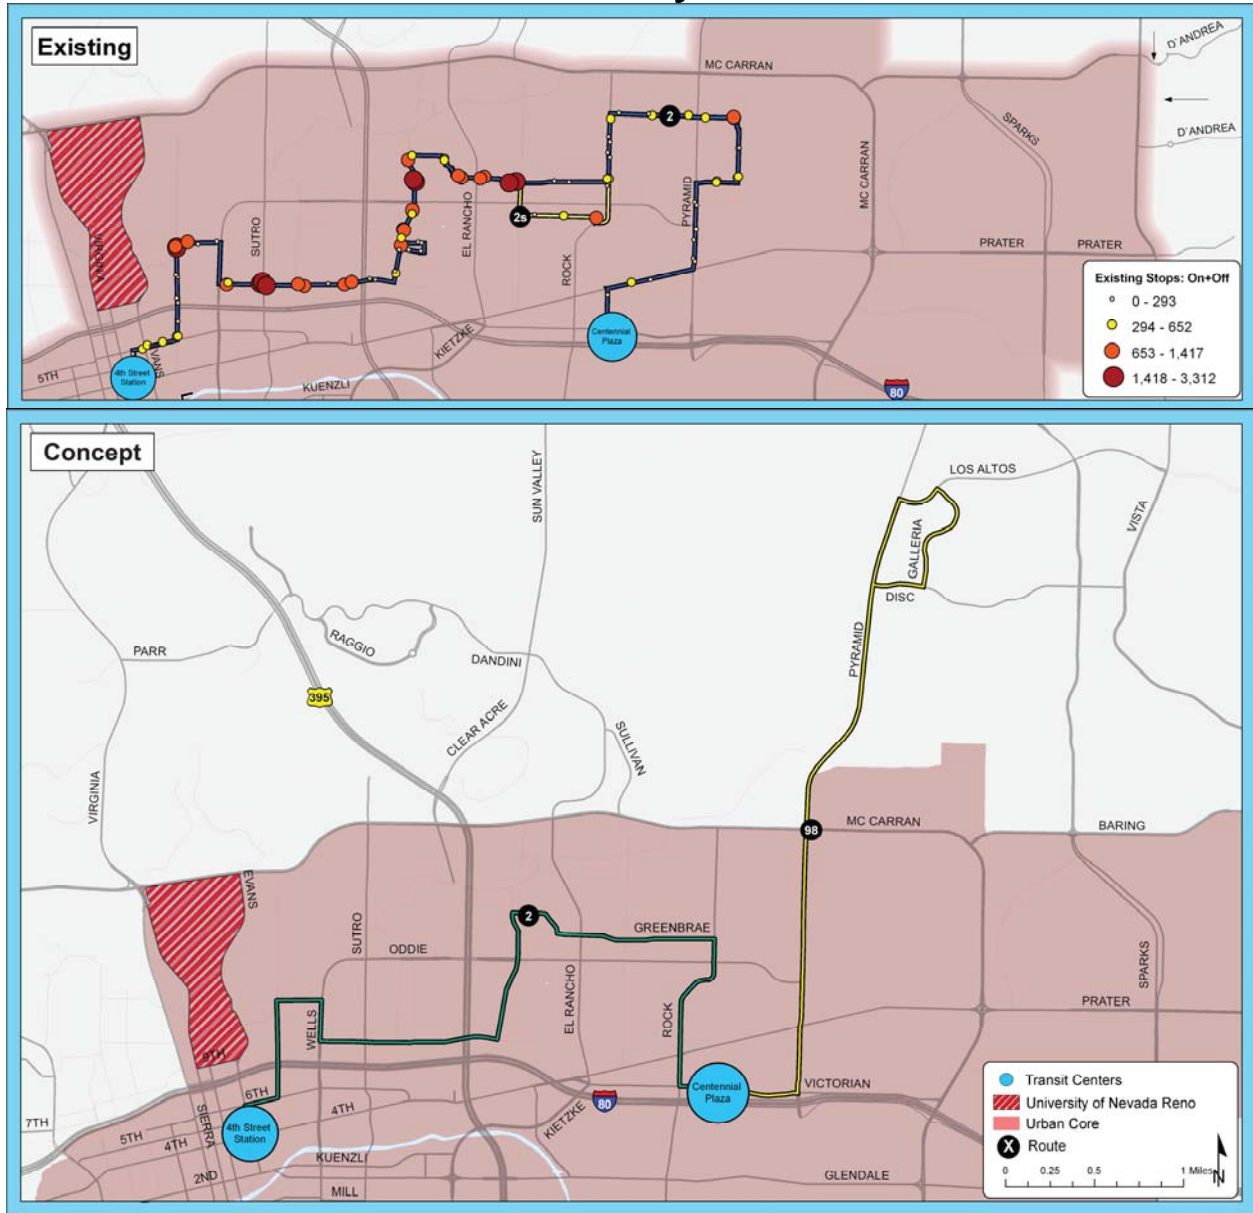 Existing
D'ANDREA
MC CARRAN
2
SPARKS
D'ANDREA
EL RANCHO
PYRAMID
MC CARRAN
2s
SUTRO
VIRGINIA
PRATER
PRATER
ROCK
Existing Stops: On+Off
0 - 293
294 - 652
653 - 1,417
1,418 - 3,312
Centennial
Plaza
KIETZKE
EVANS
5TH
4th Street
Station
KUENZLI
80
Concept
SUN VALLEY
LOS ALTOS
VISTA
GALLERIA
DISC
RAGGIO
PARR
DANDINI
PYRAMID
395
CLEAR ACRE
SULLIVAN
VIRGINIA
98
MC CARRAN
BARING
EVANS
2
SUTRO
GREENBRAE
ODDIE
SPARKS
EL RANCHO
ROCK
PRATER
WELLS
9TH
Centennial
Plaza
VICTORIAN
6TH
80
KIETZKE
4TH
SIERRA
7TH
5TH
4TH
4th Street
Station
KUENZLI
2ND
MILL
GLENDALE
Transit Centers
University of Nevada Reno
Urban Core
X Route
0 0.25 0.5 1 Miles
N